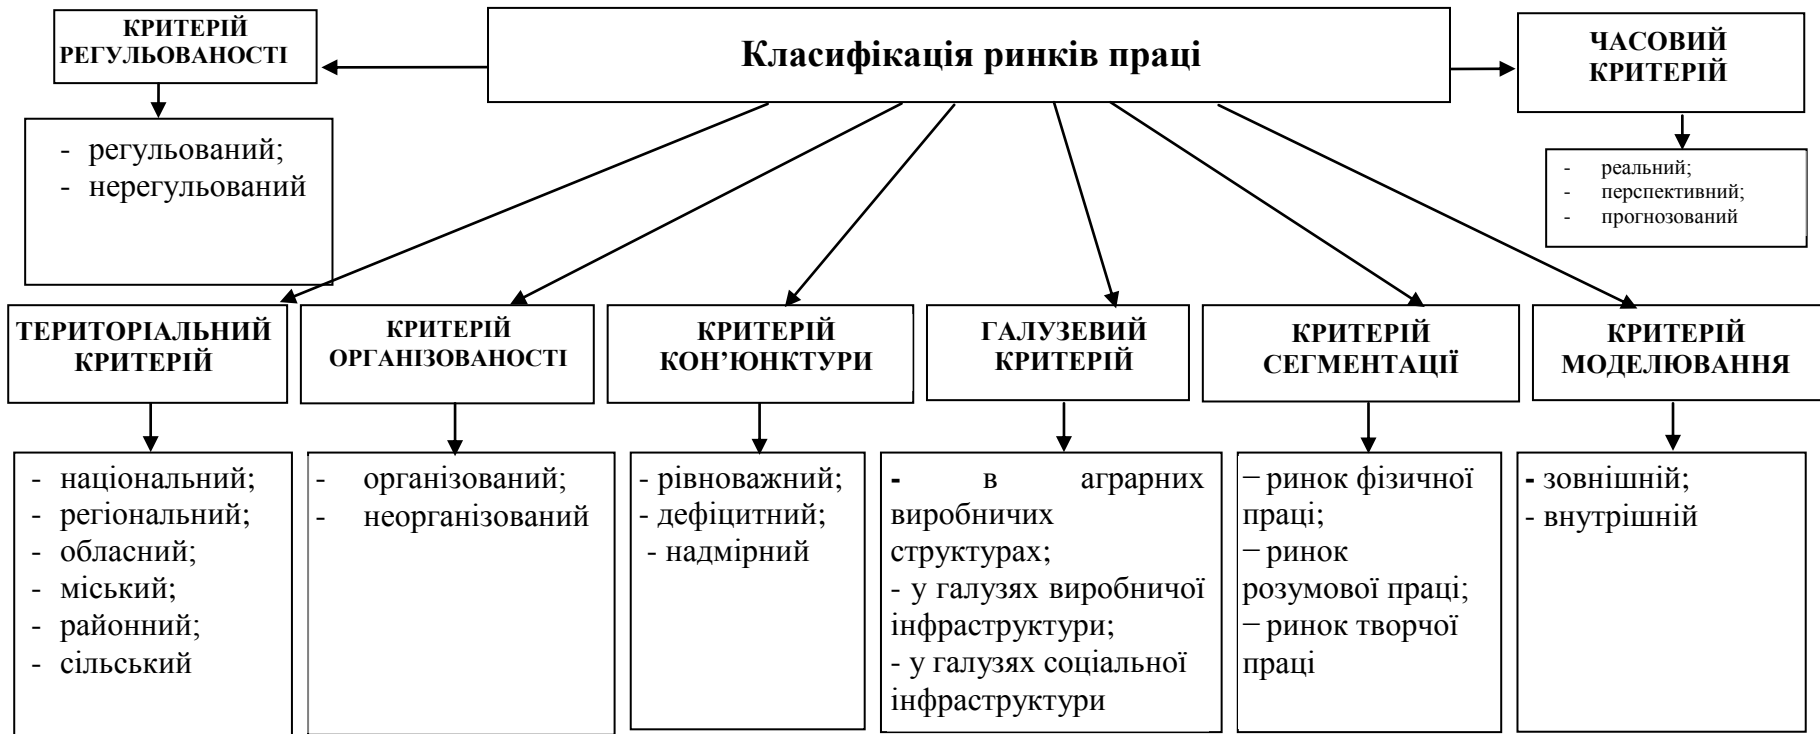 КРИТЕРІЙ
РЕГУЛЬОВАНОСТІ
Класифікація ринків праці
ЧАСОВИЙ
КРИТЕРІЙ
- регульований;
- нерегульований
- реальний;
- перспективний;
- прогнозований
ТЕРИТОРІАЛЬНИЙ
КРИТЕРІЙ
КРИТЕРІЙ
ОРГАНІЗОВАНОСТІ
КРИТЕРІЙ
КОН’ЮНКТУРИ
ГАЛУЗЕВИЙ
КРИТЕРІЙ
КРИТЕРІЙ
СЕГМЕНТАЦІЇ
КРИТЕРІЙ
МОДЕЛЮВАННЯ
- національний;
- регіональний;
- обласний;
- міський;
- районний;
- сільський
- організований;
- неорганізований
- рівноважний;
- дефіцитний;
- надмірний
- в аграрних
виробничих
структурах;
- у галузях виробничої
інфраструктури;
- у галузях соціальної
інфраструктури
− ринок фізичної
праці;
− ринок
розумової праці;
− ринок творчої
праці
- зовнішній;
- внутрішній